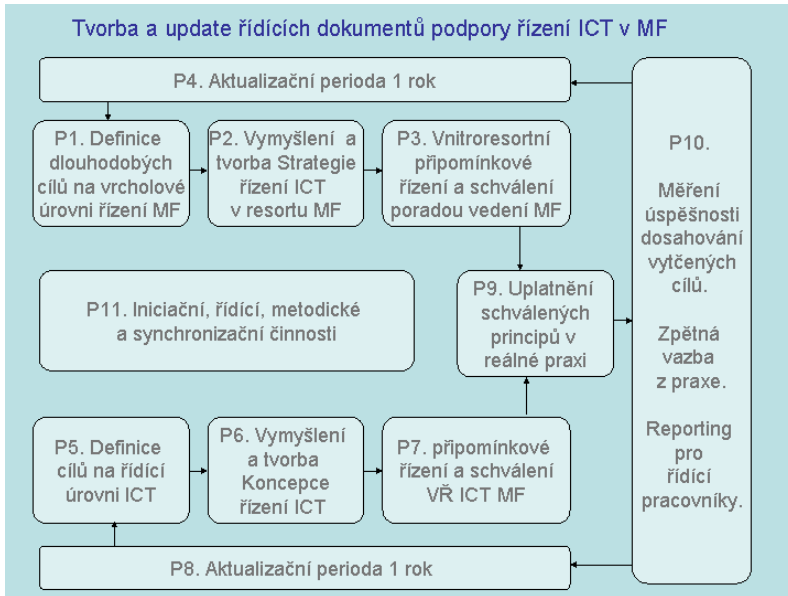 Tvorba a update řídících dokumentů podpory řízení ICT v MF
P4. Aktualizační perioda 1 rok
P1. Definice
dlouhodobých
cílů na vrcholové
úrovni řízení MF
P2. Vymyšlení a
tvorba Strategie
řízení ICT
v resortu MF
P3. Vnitroresortní
připomínkové
řízení a schválení
poradou vedení MF
P10.
Měření
úspěšnosti
dosahování
vytčených
cílů.
Zpětná
vazba
z praxe.
Reporting
pro
řídící
pracovníky.
P11. Iniciační, řídící, metodické
a synchronizační činnosti
P9. Uplatnění
schválených
principů v
reálné praxi
P5. Definice
cílů na řídící
úrovni ICT
P6. Vymyšlení
a tvorba
Koncepce
řízení ICT
P7. připomínkové
řízení a schválení
VŘ ICT MF
P8. Aktualizační perioda 1 rok